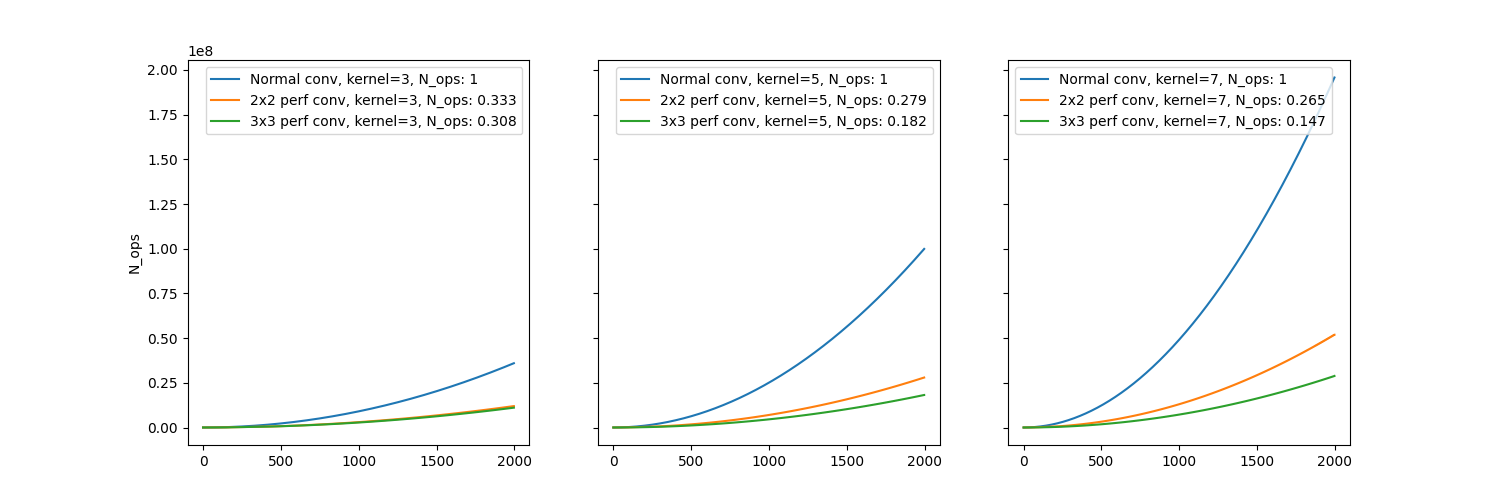 1e8
2.00
1.75
1.50
1.25
1.00
0.75
0.50
0.25
0.00
N_ops
Normal conv, kernel=3, N_ops: 1
2x2 perf conv, kernel=3, N_ops: 0.333
3x3 perf conv, kernel=3, N_ops: 0.308
0 500 1000 1500 2000
Normal conv, kernel=5, N_ops: 1
2x2 perf conv, kernel=5, N_ops: 0.279
3x3 perf conv, kernel=5, N_ops: 0.182
0 500 1000 1500 2000
Normal conv, kernel=7, N_ops: 1
2x2 perf conv, kernel=7, N_ops: 0.265
3x3 perf conv, kernel=7, N_ops: 0.147
0 500 1000 1500 2000